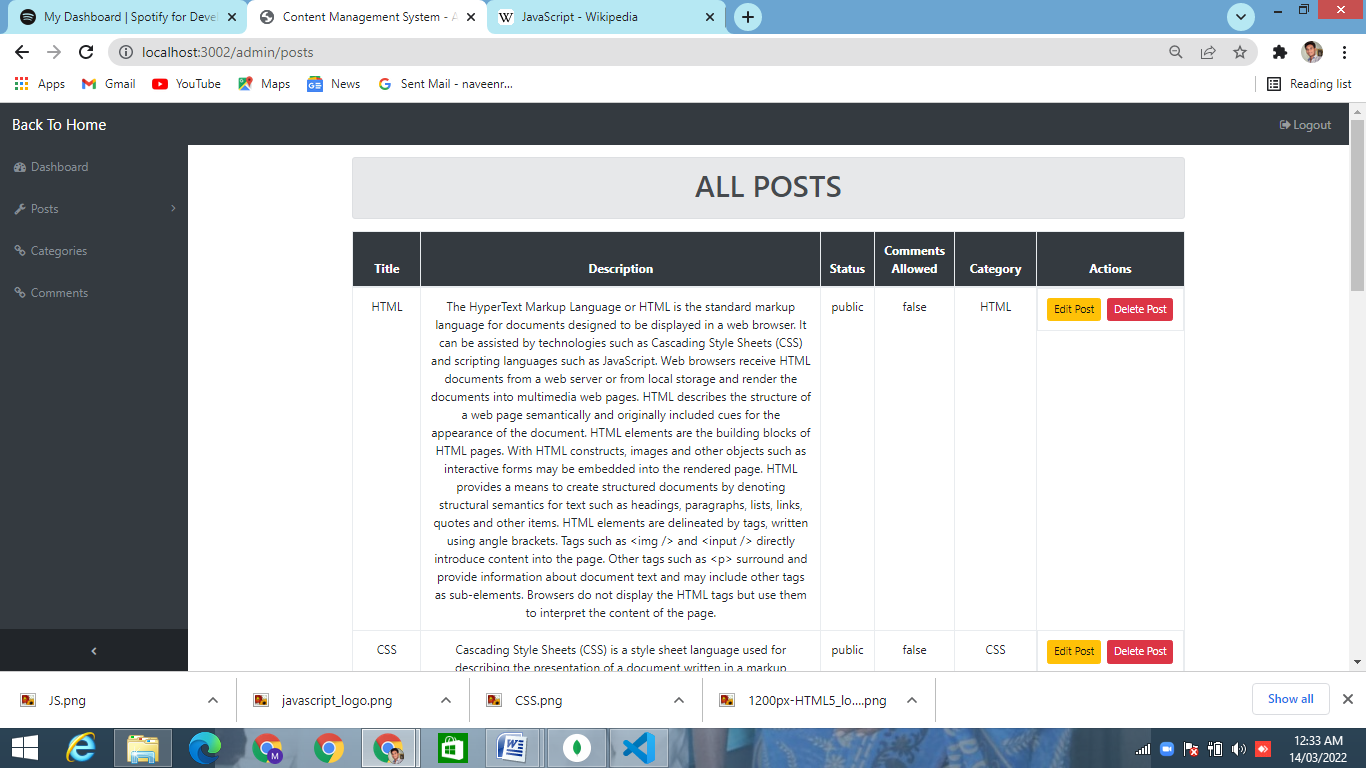 My Dashboard | Spotify for Devel
Content Management System - A
JavaScript - Wikipedia
localhost:3002/admin/posts
Apps
Gmail
YouTube
Maps
News
Sent Mail - naveenr...
Reading list
Back To Home
Logout
Dashboard
Posts
Categories
Comments
ALL POSTS
Title
Description
Status
Comments
Allowed
Category
Actions
HTML
The HyperText Markup Language or HTML is the standard markup
language for documents designed to be displayed in a web browser. It
can be assisted by technologies such as Cascading Style Sheets (CSS)
and scripting languages such as JavaScript. Web browsers receive HTML
documents from a web server or from local storage and render the
documents into multimedia web pages. HTML describes the structure of
a web page semantically and originally included cues for the
appearance of the document. HTML elements are the building blocks of
HTML pages. With HTML constructs, images and other objects such as
interactive forms may be embedded into the rendered page. HTML
provides a means to create structured documents by denoting
structural semantics for text such as headings, paragraphs, lists, links,
quotes and other items. HTML elements are delineated by tags, written
using angle brackets. Tags such as <img /> and <input /> directly
introduce content into the page. Other tags such as <p> surround and
provide information about document text and may include other tags
as sub-elements. Browsers do not display the HTML tags but use them
to interpret the content of the page.
public
false
HTML
Edit Post
Delete Post
CSS
Cascading Style Sheets (CSS) is a style sheet language used for
describing the presentation of a document written in a markup
public
false
CSS
Edit Post
Delete Post
JS.png
javascript_logo.png
CSS.png
1200px-HTML5_lo....png
Show all
12:33 AM
14/03/2022